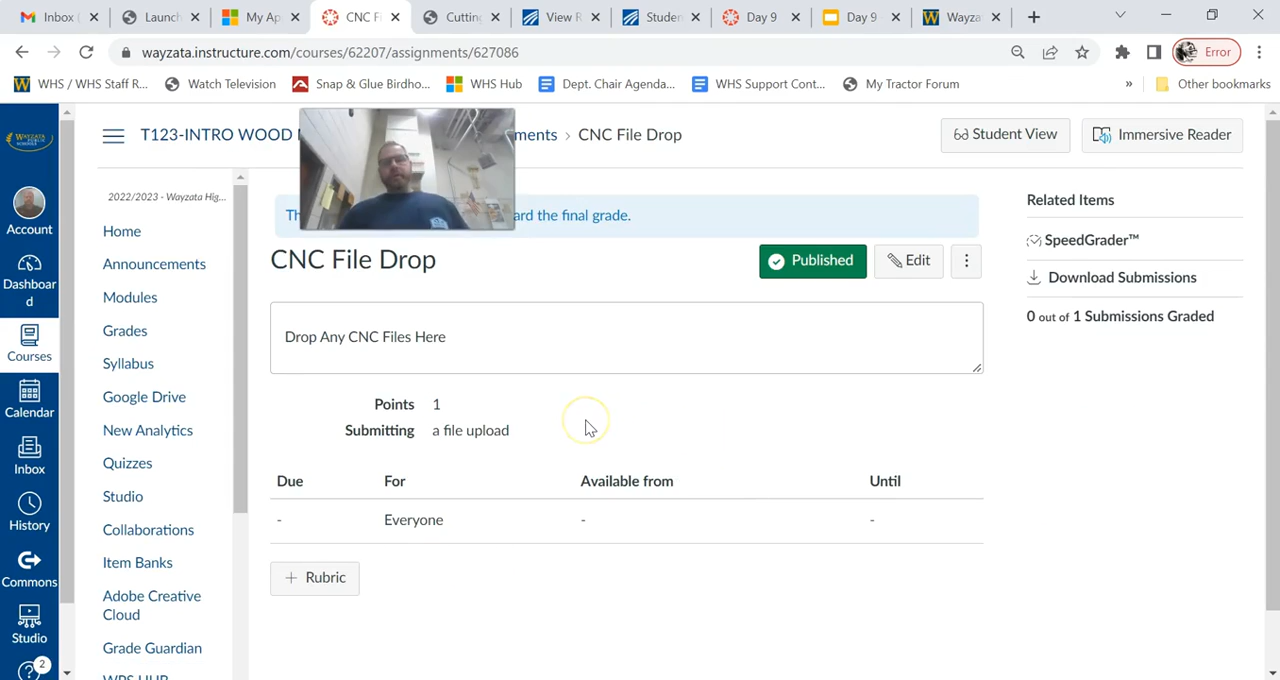 Inbox (
Launch
My Ap
CNC F
Cutting
View R
Studen
Day 9
Day 9
Wayza
wayzata.instructure.com/courses/62207/assignments/627086
Error
WHS / WHS Staff R...
Watch Television
Snap & Glue Birdho...
WHS Hub
Dept. Chair Agenda...
WHS Support Cont...
My Tractor Forum
»
Other bookmarks
WAYZATA
T123-INTRO WOOD
ments > CNC File Drop
Student View
Immersive Reader
2022/2023 - Wayzata Hig...
Th
ard the final grade.
CNC File Drop
Published
Edit
Drop Any CNC Files Here
Points 1
Submitting a file upload
Due For Available from Until
- Everyone - -
+ Rubric
Related Items
SpeedGrader™
Download Submissions
0 out of 1 Submissions Graded
Account
Dashboar
d
Courses
Calendar
Inbox
History
Commons
Studio
2
Home
Announcements
Modules
Grades
Syllabus
Google Drive
New Analytics
Quizzes
Studio
Collaborations
Item Banks
Adobe Creative
Cloud
Grade Guardian
WPS HUB